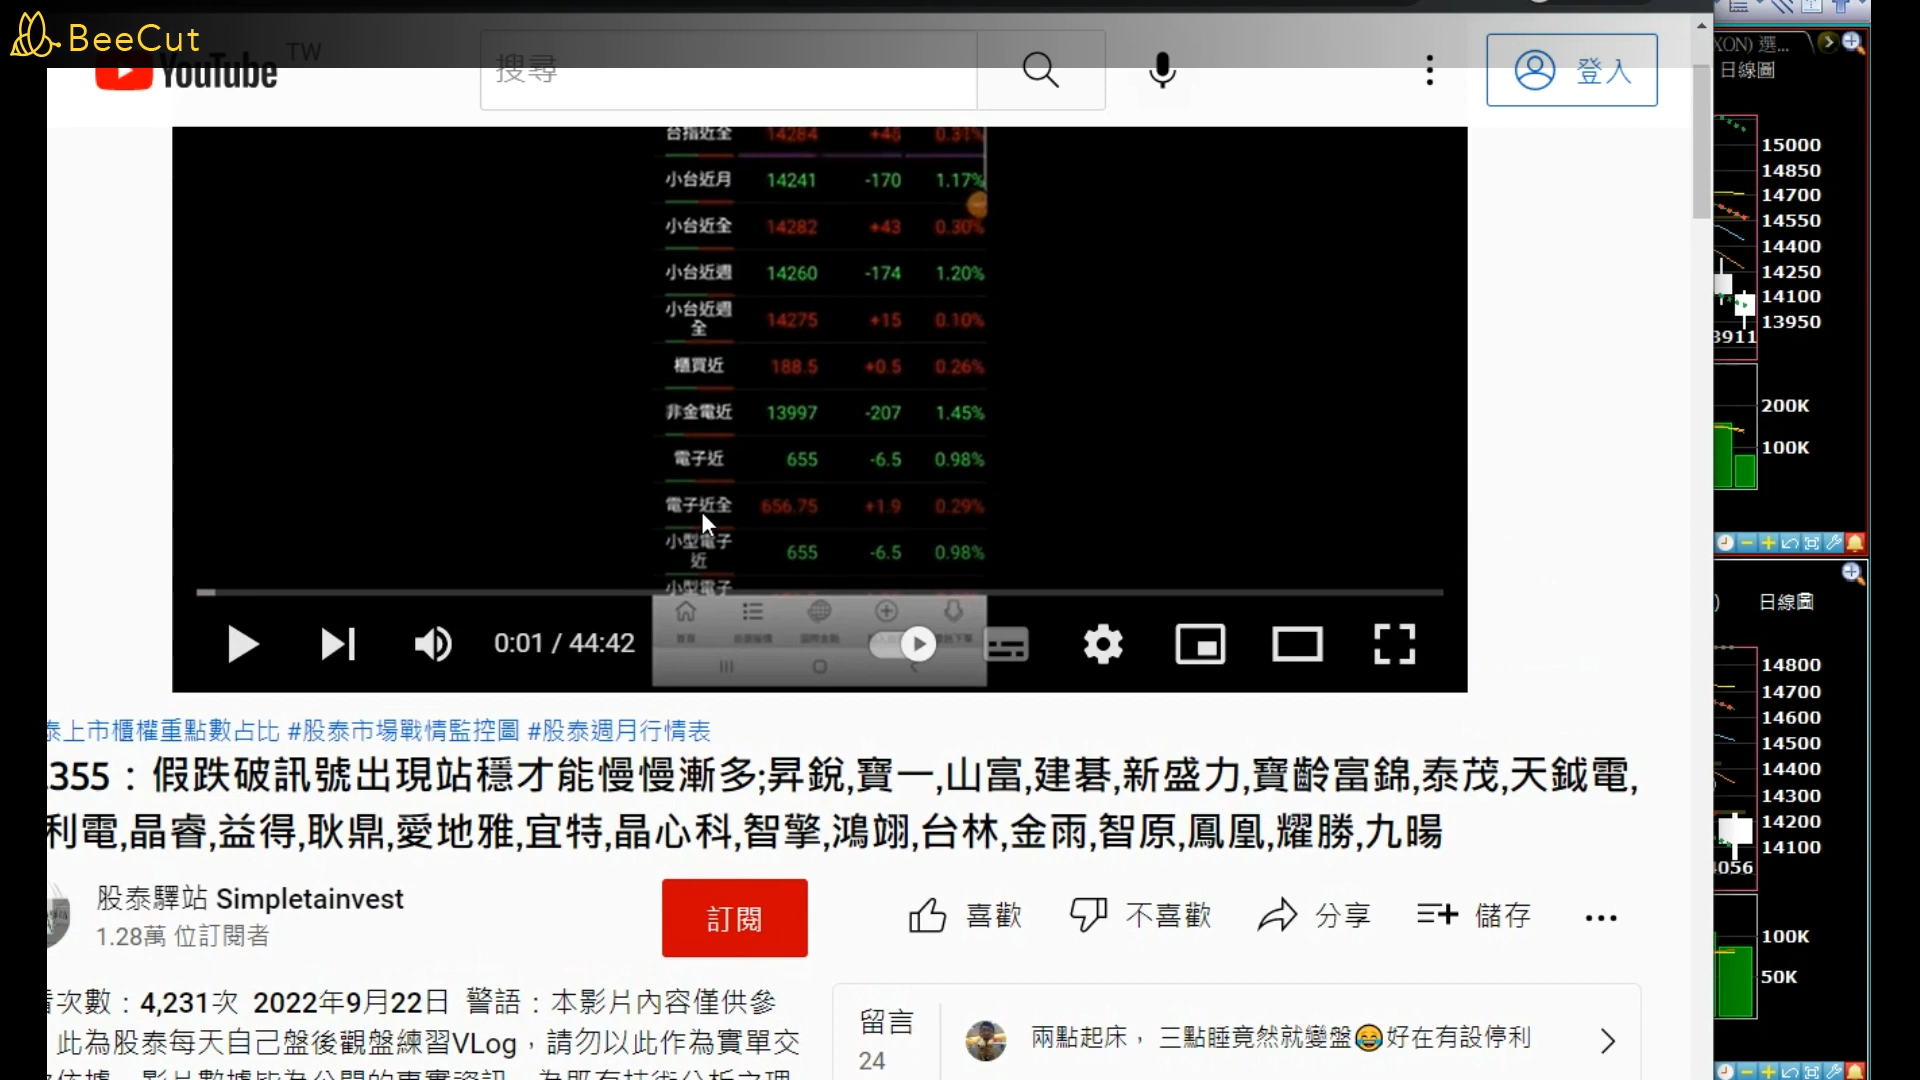 BeeCut
YouTube TW
搜尋
登入
台指近全 14284 +46 0.31%
小台近月 14241 -170 1.17%
小台近全 14282 +43 0.30%
小台近週 14260 -174 1.20%
小台近週全 14275 +15 0.10%
櫃買近 188.5 +0.5 0.26%
非金電近 13997 -207 1.45%
電子近 655 -6.5 0.98%
電子近全 656.75 +1.9 0.29%
小型電子近 655 -6.5 0.98%
小型電子
0:01 / 44:42
泰上市櫃權重點數占比 #股泰市場戰情監控圖 #股泰週月行情表
355：假跌破訊號出現站穩才能慢慢漸多;昇銳,寶一,山富,建碁,新盛力,寶齡富錦,泰茂,天鉞電,
利電,晶睿,益得,耿鼎,愛地雅,宜特,晶心科,智擎,鴻翊,台林,金雨,智原,鳳凰,耀勝,九暘
股泰驛站 Simpletainvest
1.28萬 位訂閱者
訂閱
喜歡
不喜歡
分享
儲存
次數：4,231次 2022年9月22日 警語：本影片內容僅供參
此為股泰每天自己盤後觀盤練習VLog，請勿以此作為實單交
留言
24
兩點起床， 三點睡竟然就變盤😂好在有設停利
XON) 選...
日線圖
15000
14850
14700
14550
14400
14250
14100
13950
3911
200K
100K
日線圖
14800
14700
14600
14500
14400
14300
14200
14100
4056
100K
50K